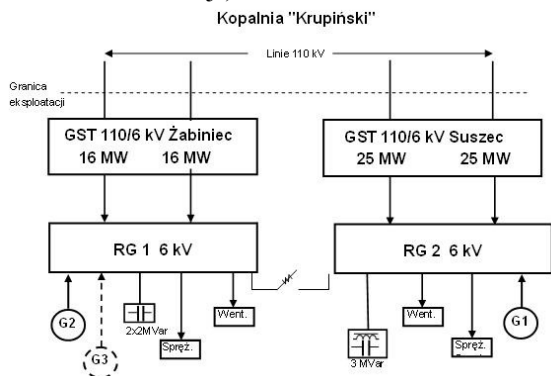 Kopalnia "Krupiński"
Linie 110 kV
Granica
eksploatacji
GST 110/6 kV Żabiniec
16 MW 16 MW
GST 110/6 kV Suszec
25 MW 25 MW
RG 1 6 kV
RG 2 6 kV
G2
G3
2x2MVar
Spręż.
Went.
3 MVar
Went.
Spręż.
G1